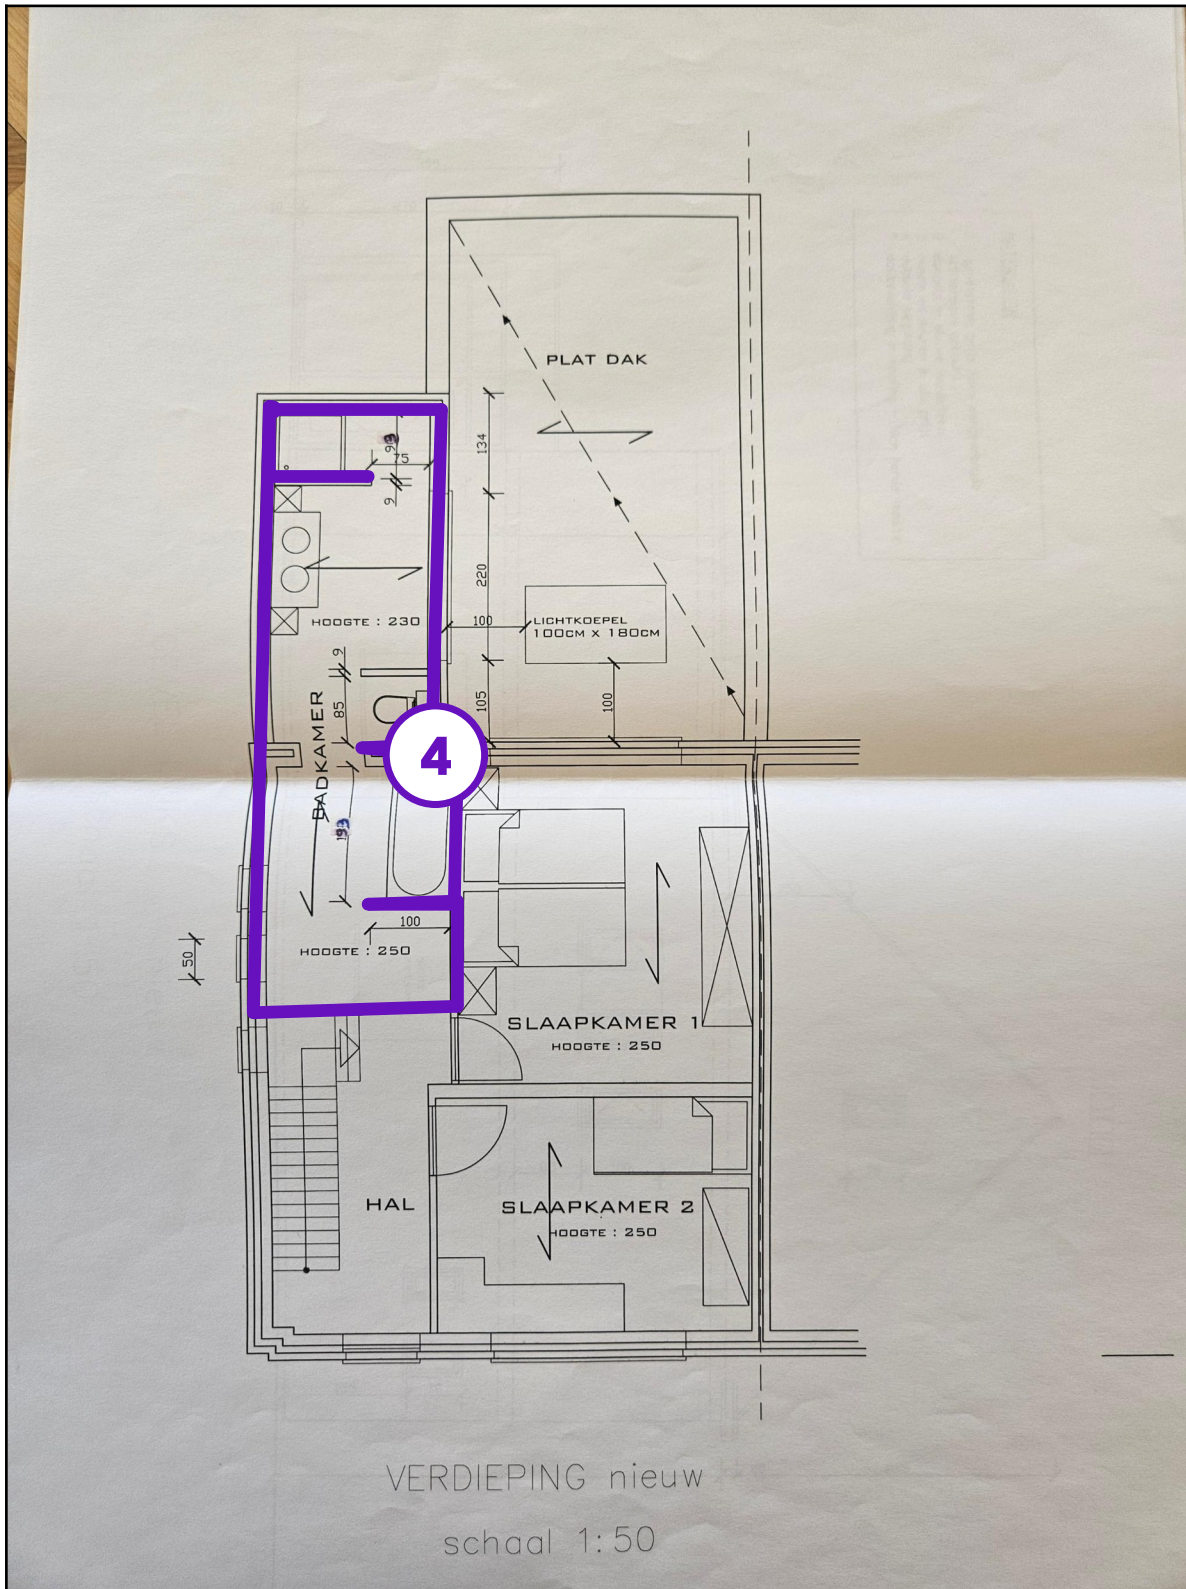 PLAT DAK
134
93
75
9
220
HOOGTE : 230
100
LICHTKOEPEL
100CM X 180CM
9
85
105
100
BADKAMER
4
193
100
HOOGTE : 250
50
SLAAPKAMER 1
HOOGTE : 250
HAL
SLAAPKAMER 2
HOOGTE : 250
VERDIEPING nieuw
schaal 1:50